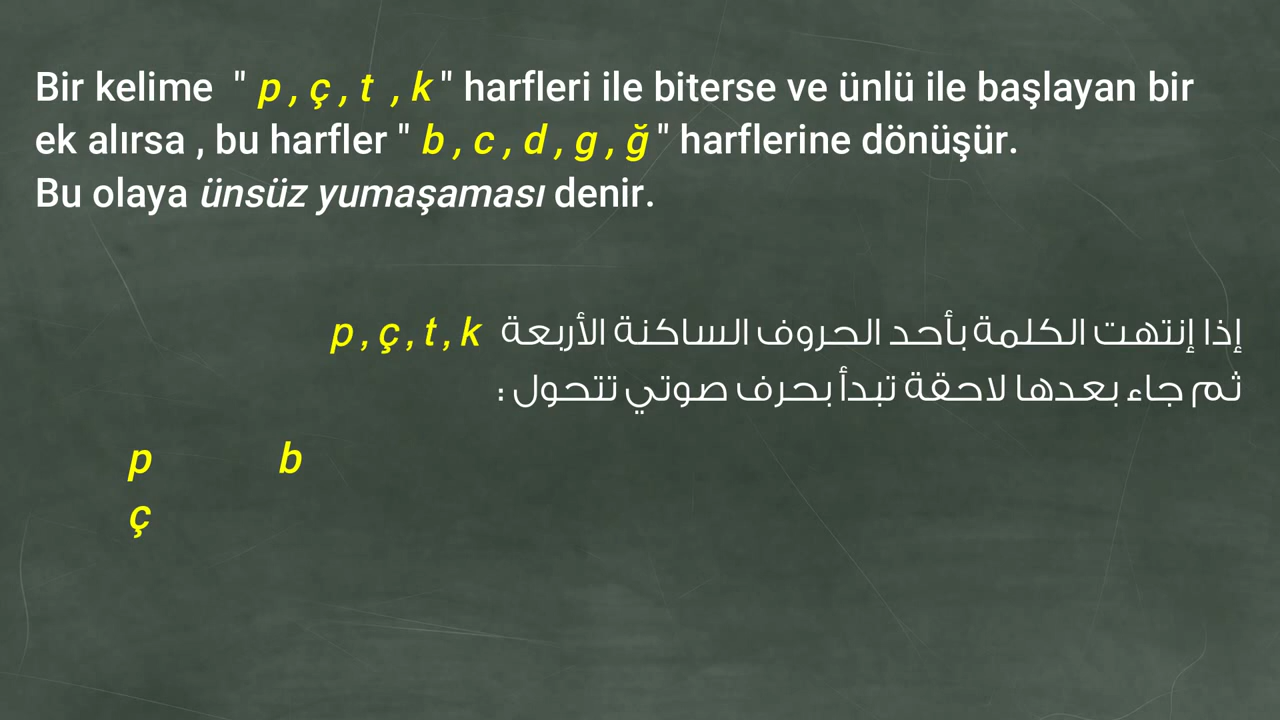 Bir kelime " p , ç , t , k " harfleri ile biterse ve ünlü ile başlayan bir
ek alırsa , bu harfler " b , c , d , g , ğ " harflerine dönüşür.
Bu olaya ünsüz yumaşaması denir.
إذا إنتهت الكلمة بأحد الحروف الساكنة الأربعة p , ç , t , k
ثم جاء بعدها لاحقة تبدأ بحرف صوتي تتحول :
p b
ç